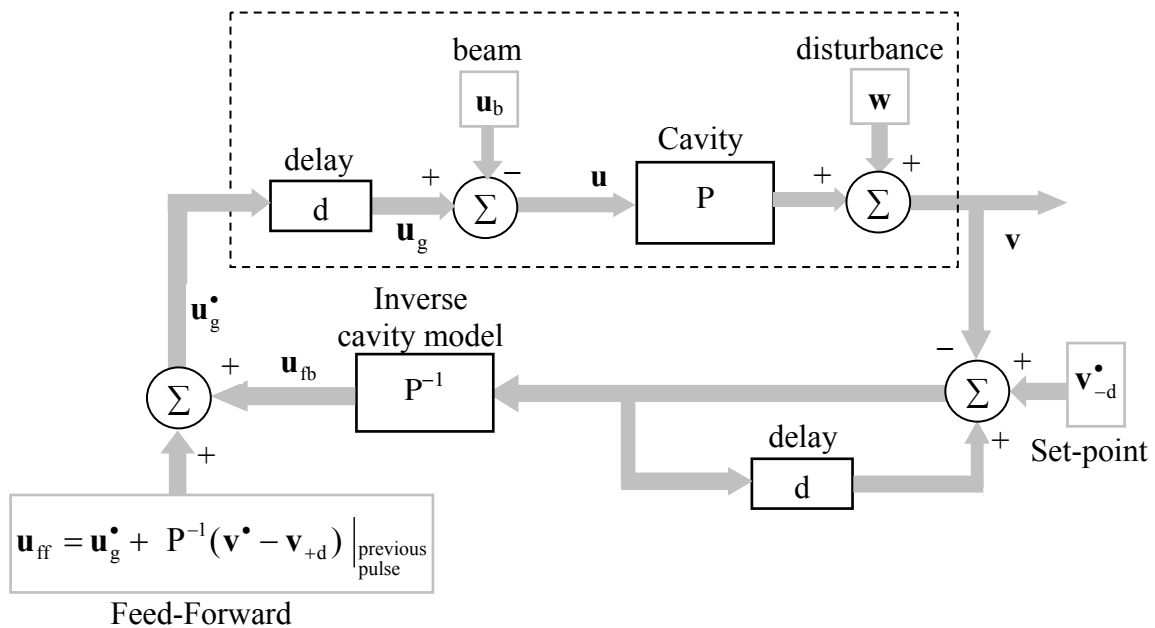 beam
disturbance
u_b
w
delay
Cavity
+
−
u
+
+
d
Σ
P
Σ
u_g
v
u_g^•
Inverse
cavity model
+
u_fb
−
+
Σ
P^{-1}
Σ
v^•_{-d}
+
delay
+
Set-point
d
u_ff = u_g^• + P^{-1}(v^• − v_{+d}) |previous pulse
Feed-Forward